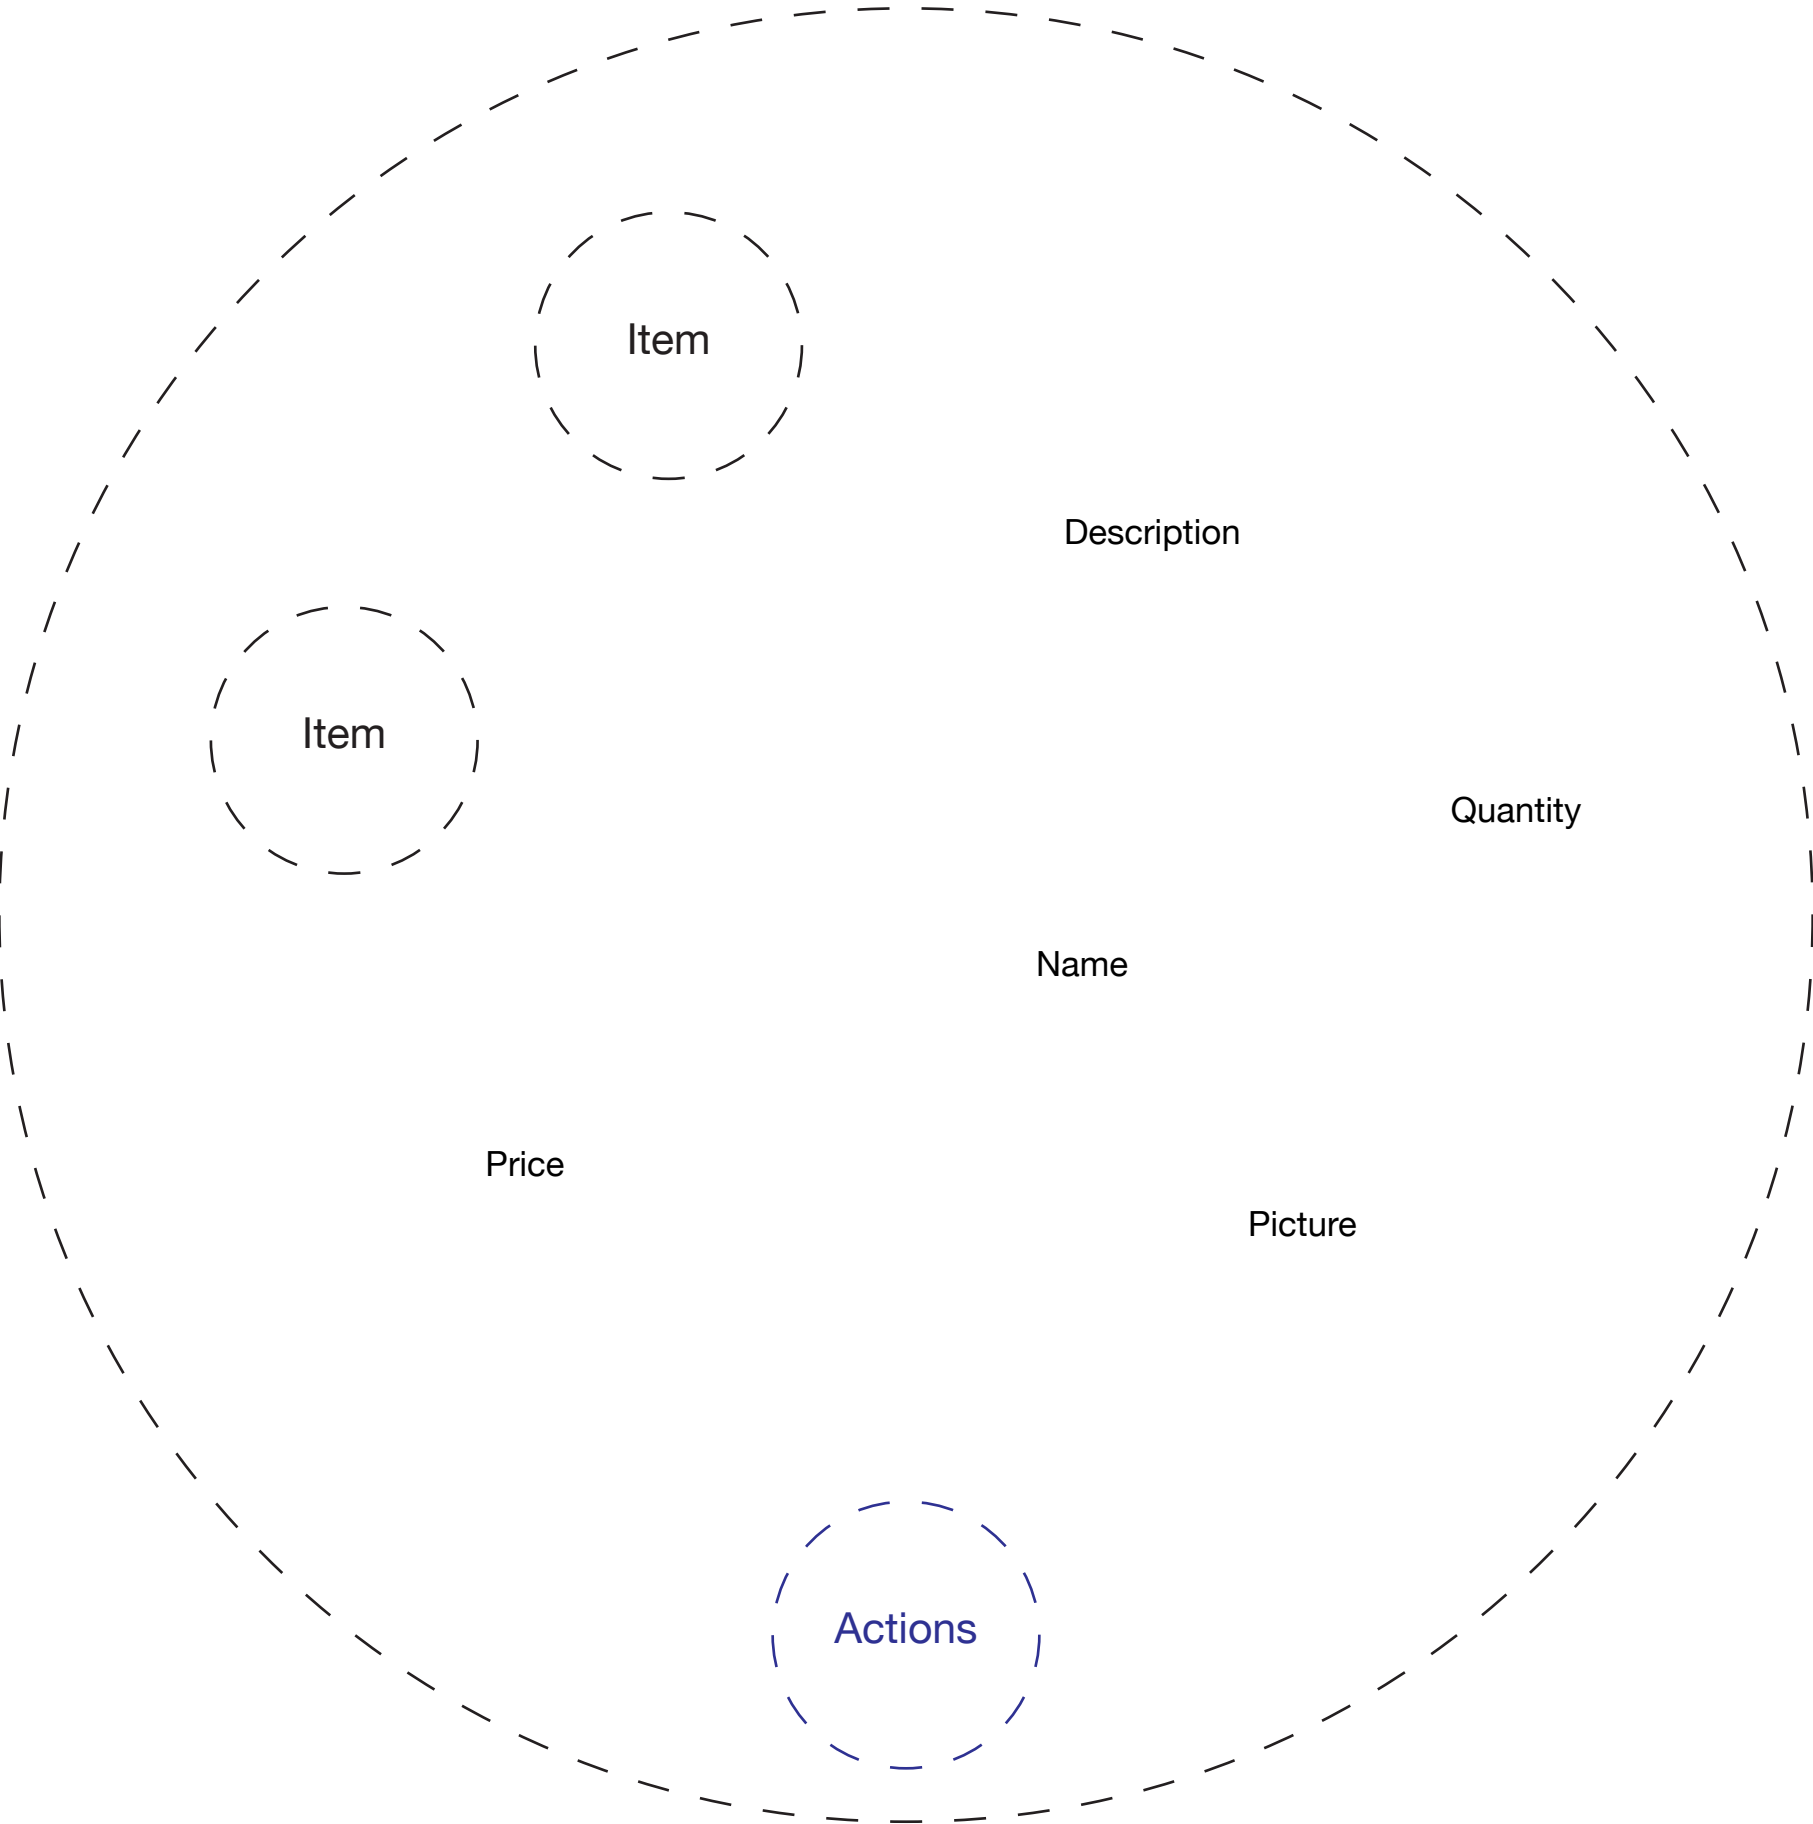 Item
Description
Item
Quantity
Name
Price
Picture
Actions